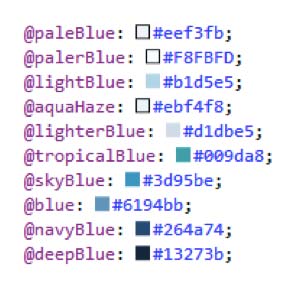 @paleBlue: #eef3fb;
@palerBlue: #F8FBFD;
@lightBlue: #b1d5e5;
@aquaHaze: #ebf4f8;
@lighterBlue: #d1dbe5;
@tropicalBlue: #009da8;
@skyBlue: #3d95be;
@blue: #6194bb;
@navyBlue: #264a74;
@deepBlue: #13273b;